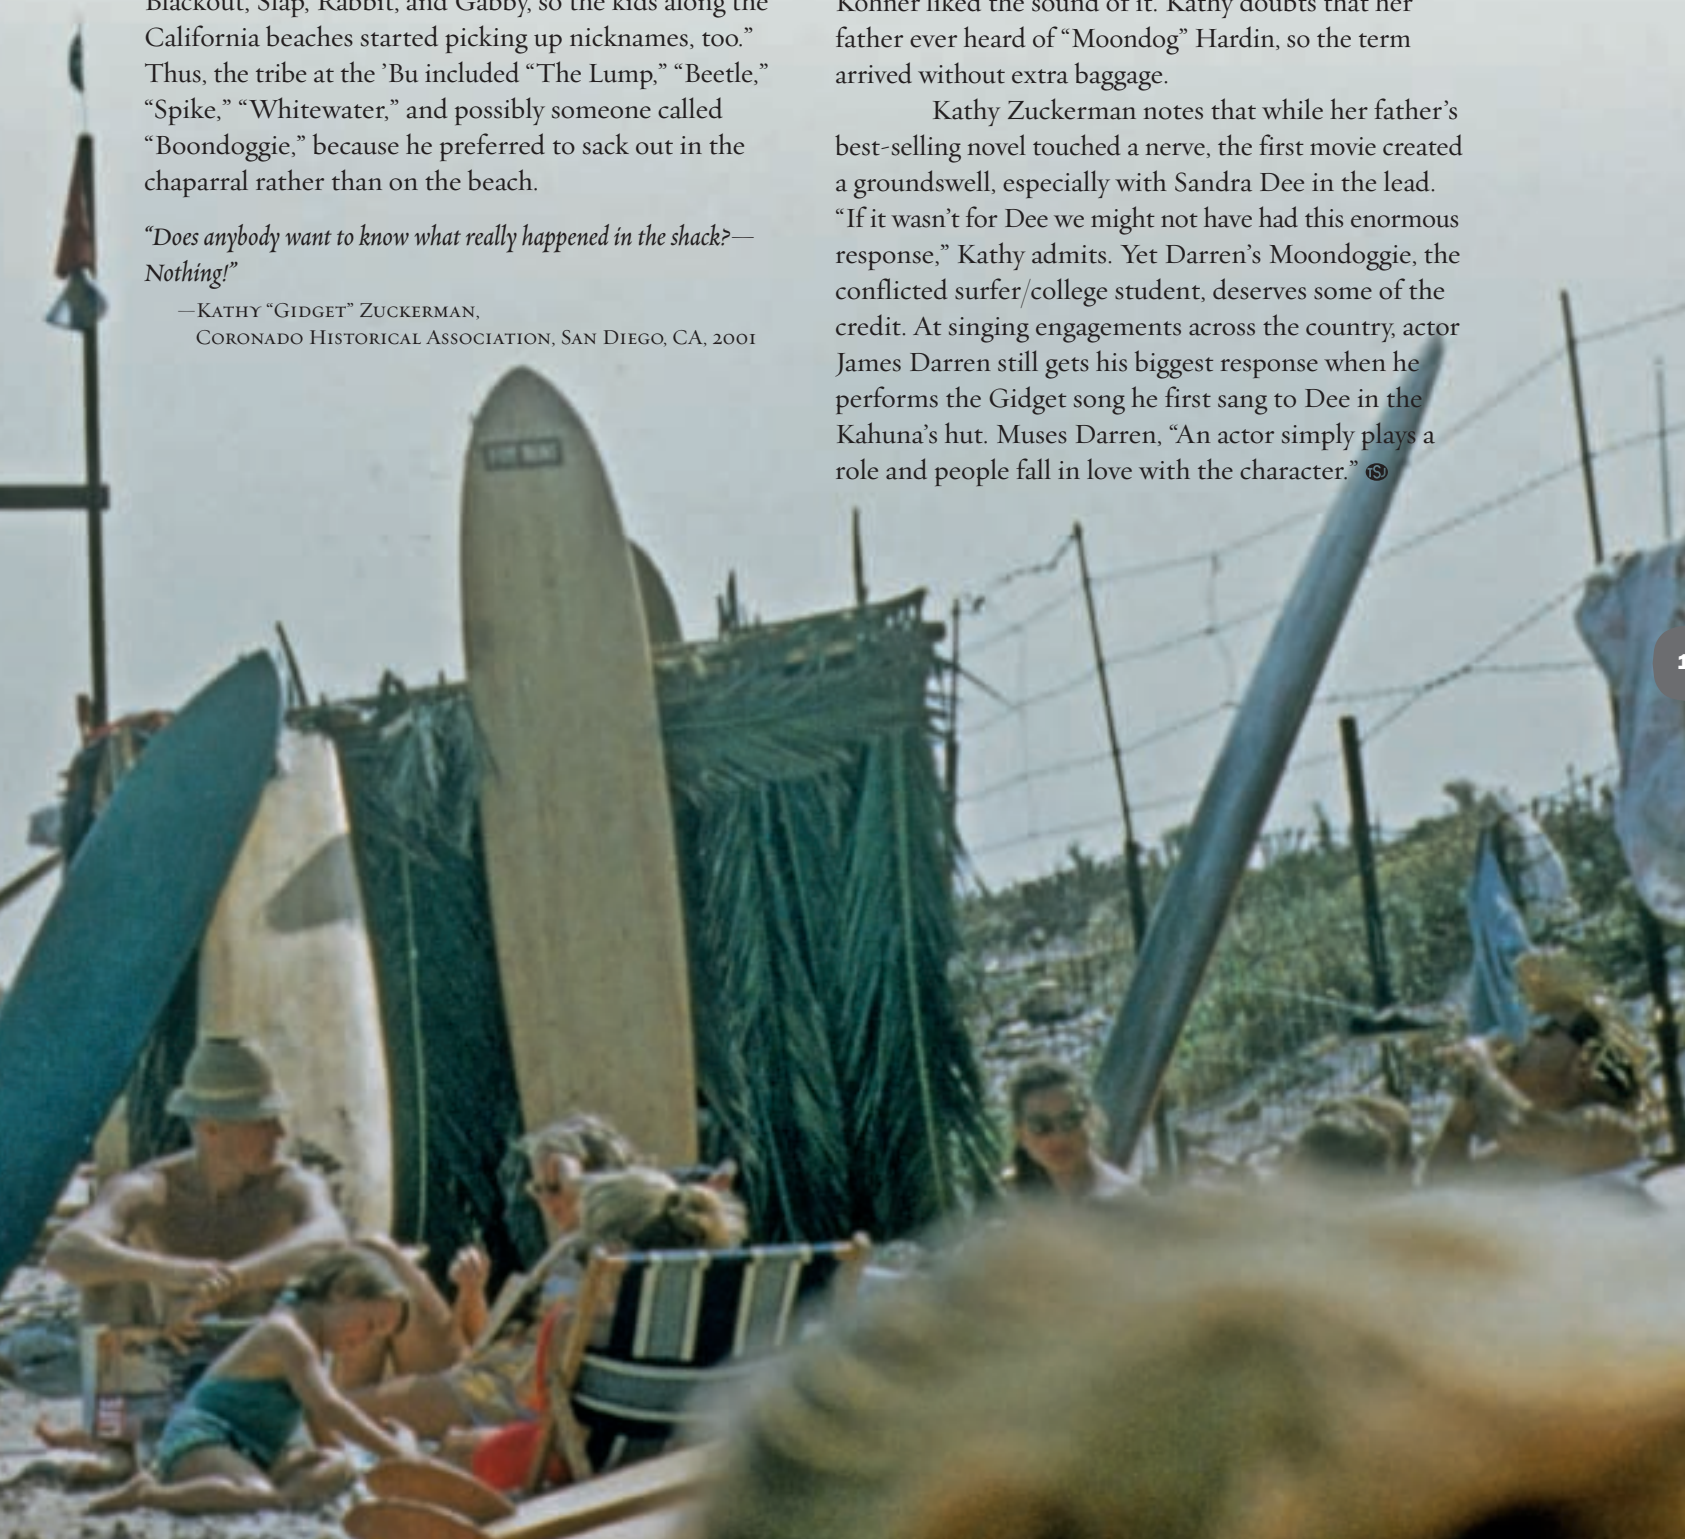 Blackout, Slap, Rabbit, and Gabby, so the kids along the
California beaches started picking up nicknames, too.”
Thus, the tribe at the ’Bu included “The Lump,” “Beetle,”
“Spike,” “Whitewater,” and possibly someone called
“Boondoggie,” because he preferred to sack out in the
chaparral rather than on the beach.
“Does anybody want to know what really happened in the shack?—
Nothing!”
—Kathy “Gidget” Zuckerman,
Coronado Historical Association, San Diego, CA, 2001
Kohner liked the sound of it. Kathy doubts that her
father ever heard of “Moondog” Hardin, so the term
arrived without extra baggage.
Kathy Zuckerman notes that while her father’s
best-selling novel touched a nerve, the first movie created
a groundswell, especially with Sandra Dee in the lead.
“If it wasn’t for Dee we might not have had this enormous
response,” Kathy admits. Yet Darren’s Moondoggie, the
conflicted surfer/college student, deserves some of the
credit. At singing engagements across the country, actor
James Darren still gets his biggest response when he
performs the Gidget song he first sang to Dee in the
Kahuna’s hut. Muses Darren, “An actor simply plays a
role and people fall in love with the character.” TSJ
1
LIFE